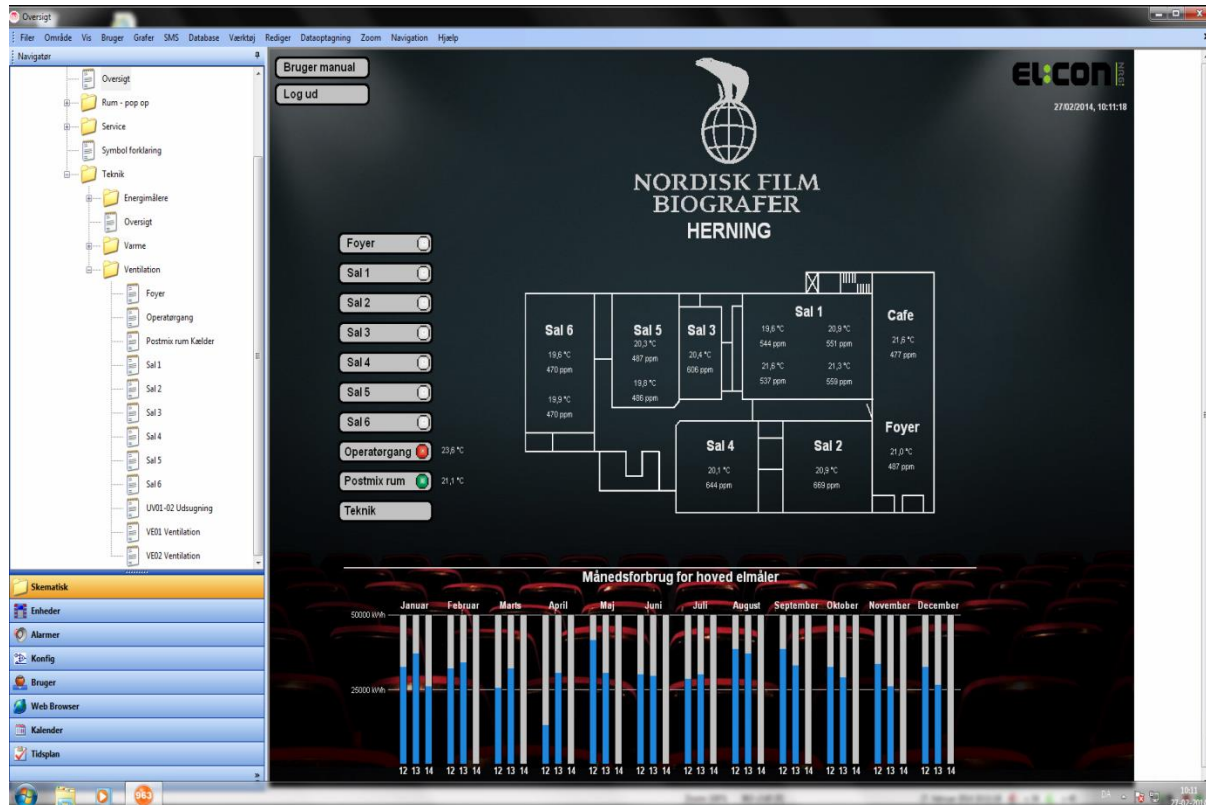 Oversigt
Filer Område Vis Bruger Grafer SMS Database Værktøj Rediger Dataoptagning Zoom Navigation Hjælp
Navigatør
Oversigt
Rum - pop op
Service
Symbol forklaring
Teknik
Energimålere
Oversigt
Varme
Ventilation
Foyer
Operatørgang
Postmix rum Kælder
Sal 1
Sal 2
Sal 3
Sal 4
Sal 5
Sal 6
UV01-02 Udsugning
VE01 Ventilation
VE02 Ventilation
Skematisk
Enheder
Alarmer
Konfig
Bruger
Web Browser
Kalender
Tidsplan
Bruger manual
Log ud
EL:CON
27/02/2014, 10:11:18
NORDISK FILM
BIOGRAFER
HERNING
Foyer
Sal 1
Sal 2
Sal 3
Sal 4
Sal 5
Sal 6
Operatørgang 23,6 °C
Postmix rum 21,1 °C
Teknik
Sal 6
19,6 °C
470 ppm
19,9 °C
470 ppm
Sal 5
20,3 °C
487 ppm
19,8 °C
486 ppm
Sal 3
20,4 °C
606 ppm
Sal 1
19,6 °C 20,9 °C
544 ppm 551 ppm
21,6 °C 21,3 °C
537 ppm 559 ppm
Cafe
21,6 °C
477 ppm
Foyer
21,0 °C
487 ppm
Sal 4
20,1 °C
644 ppm
Sal 2
20,9 °C
669 ppm
Månedsforbrug for hoved elmåler
Januar Februar Marts April Maj Juni Juli August September Oktober November December
50000 kWh
25000 kWh
12 13 14 12 13 14 12 13 14 12 13 14 12 13 14 12 13 14 12 13 14 12 13 14 12 13 14 12 13 14 12 13 14 12 13 14
963
DA
10:11